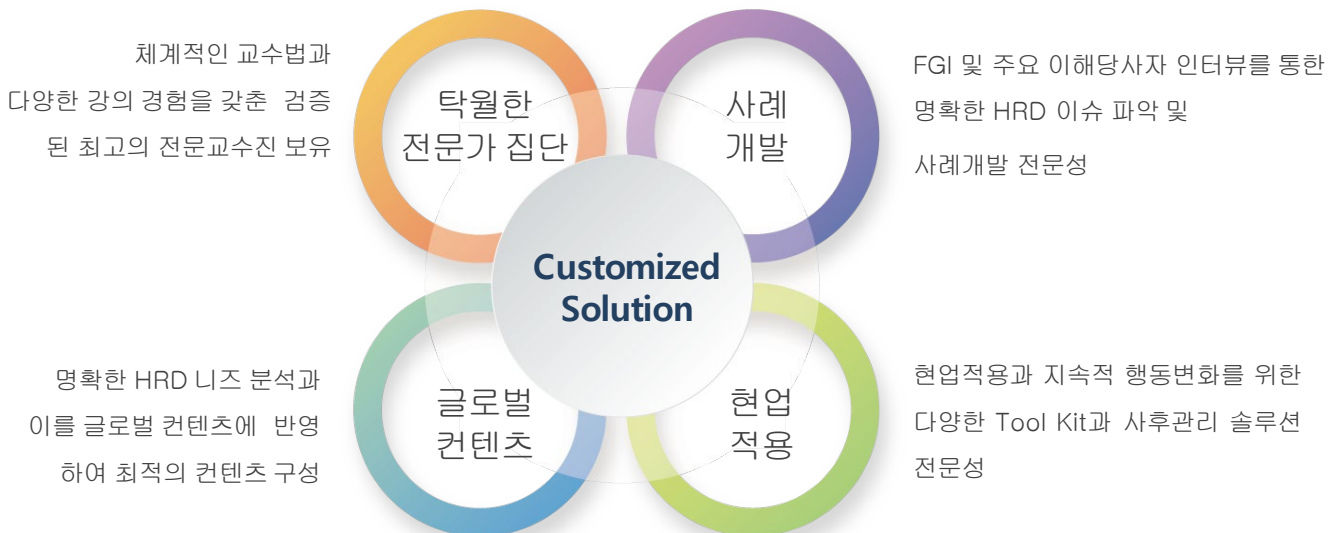 체계적인 교수법과
다양한 강의 경험을 갖춘 검증
된 최고의 전문교수진 보유
탁월한
전문가 집단
사례
개발
FGI 및 주요 이해당사자 인터뷰를 통한
명확한 HRD 이슈 파악 및
사례개발 전문성
Customized
Solution
명확한 HRD 니즈 분석과
이를 글로벌 컨텐츠에 반영
하여 최적의 컨텐츠 구성
글로벌
컨텐츠
현업
적용
현업적용과 지속적 행동변화를 위한
다양한 Tool Kit과 사후관리 솔루션
전문성